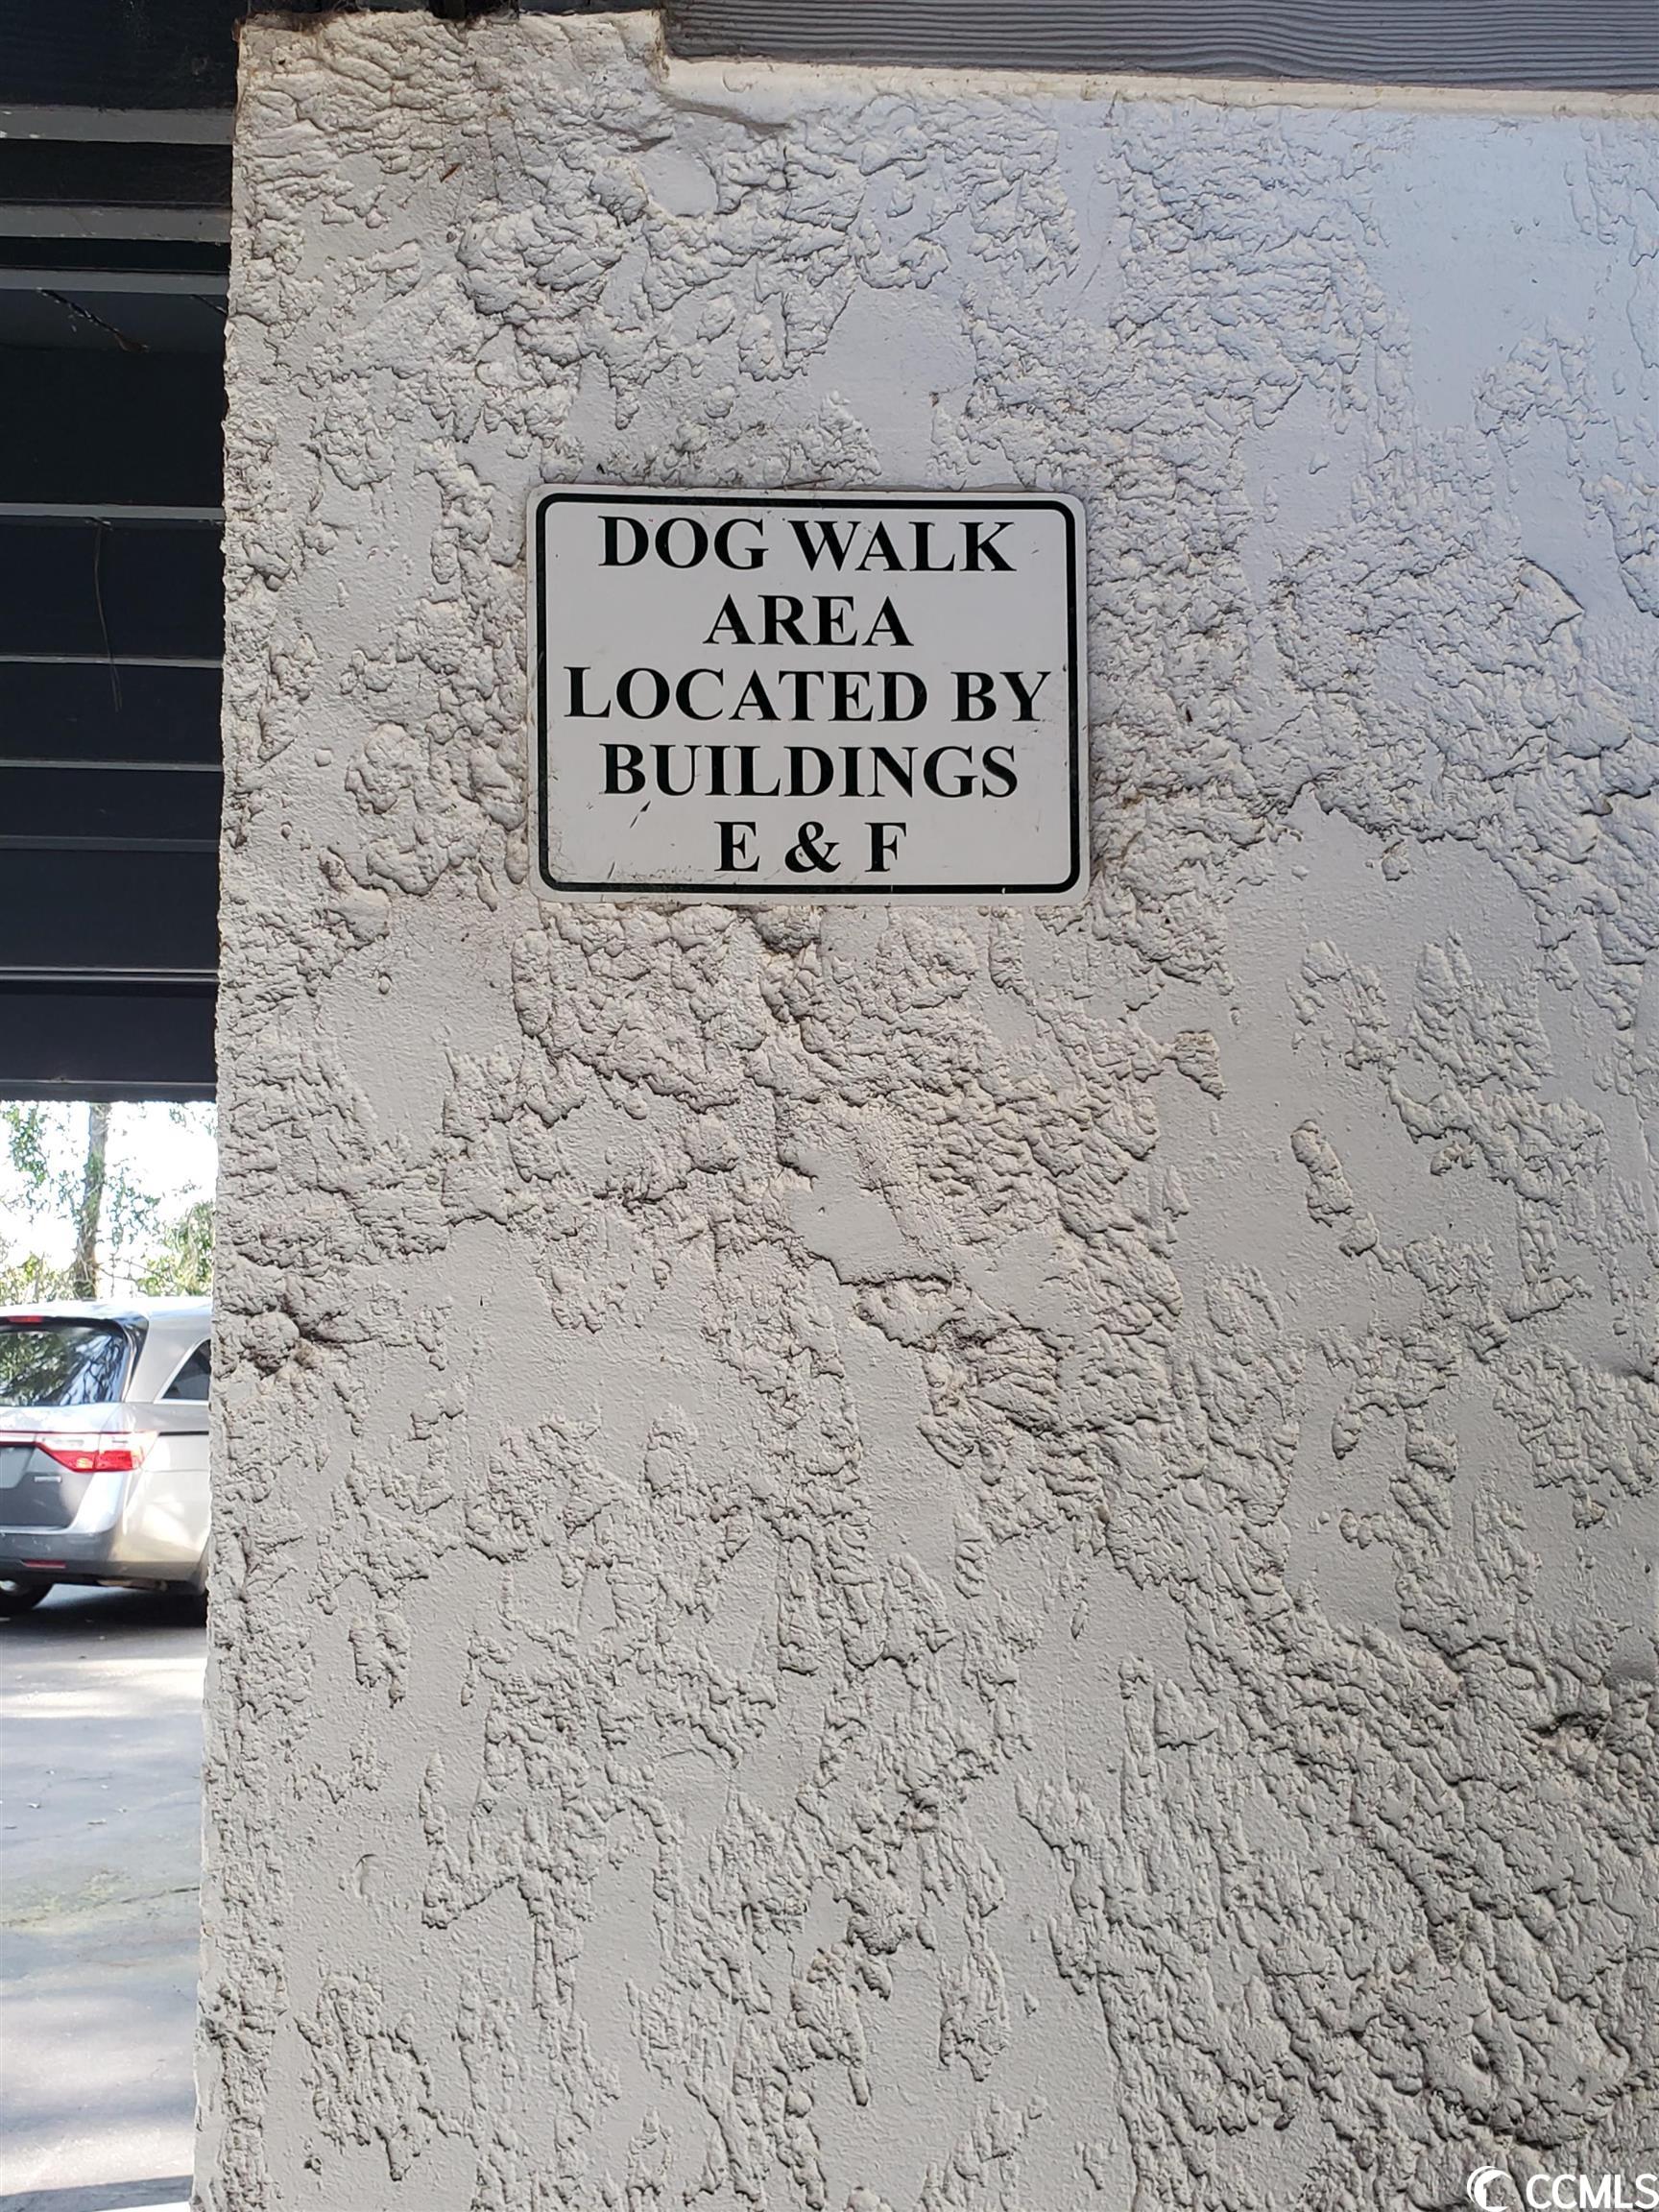 DOG WALK
AREA
LOCATED BY
BUILDINGS
E & F
CCMLS